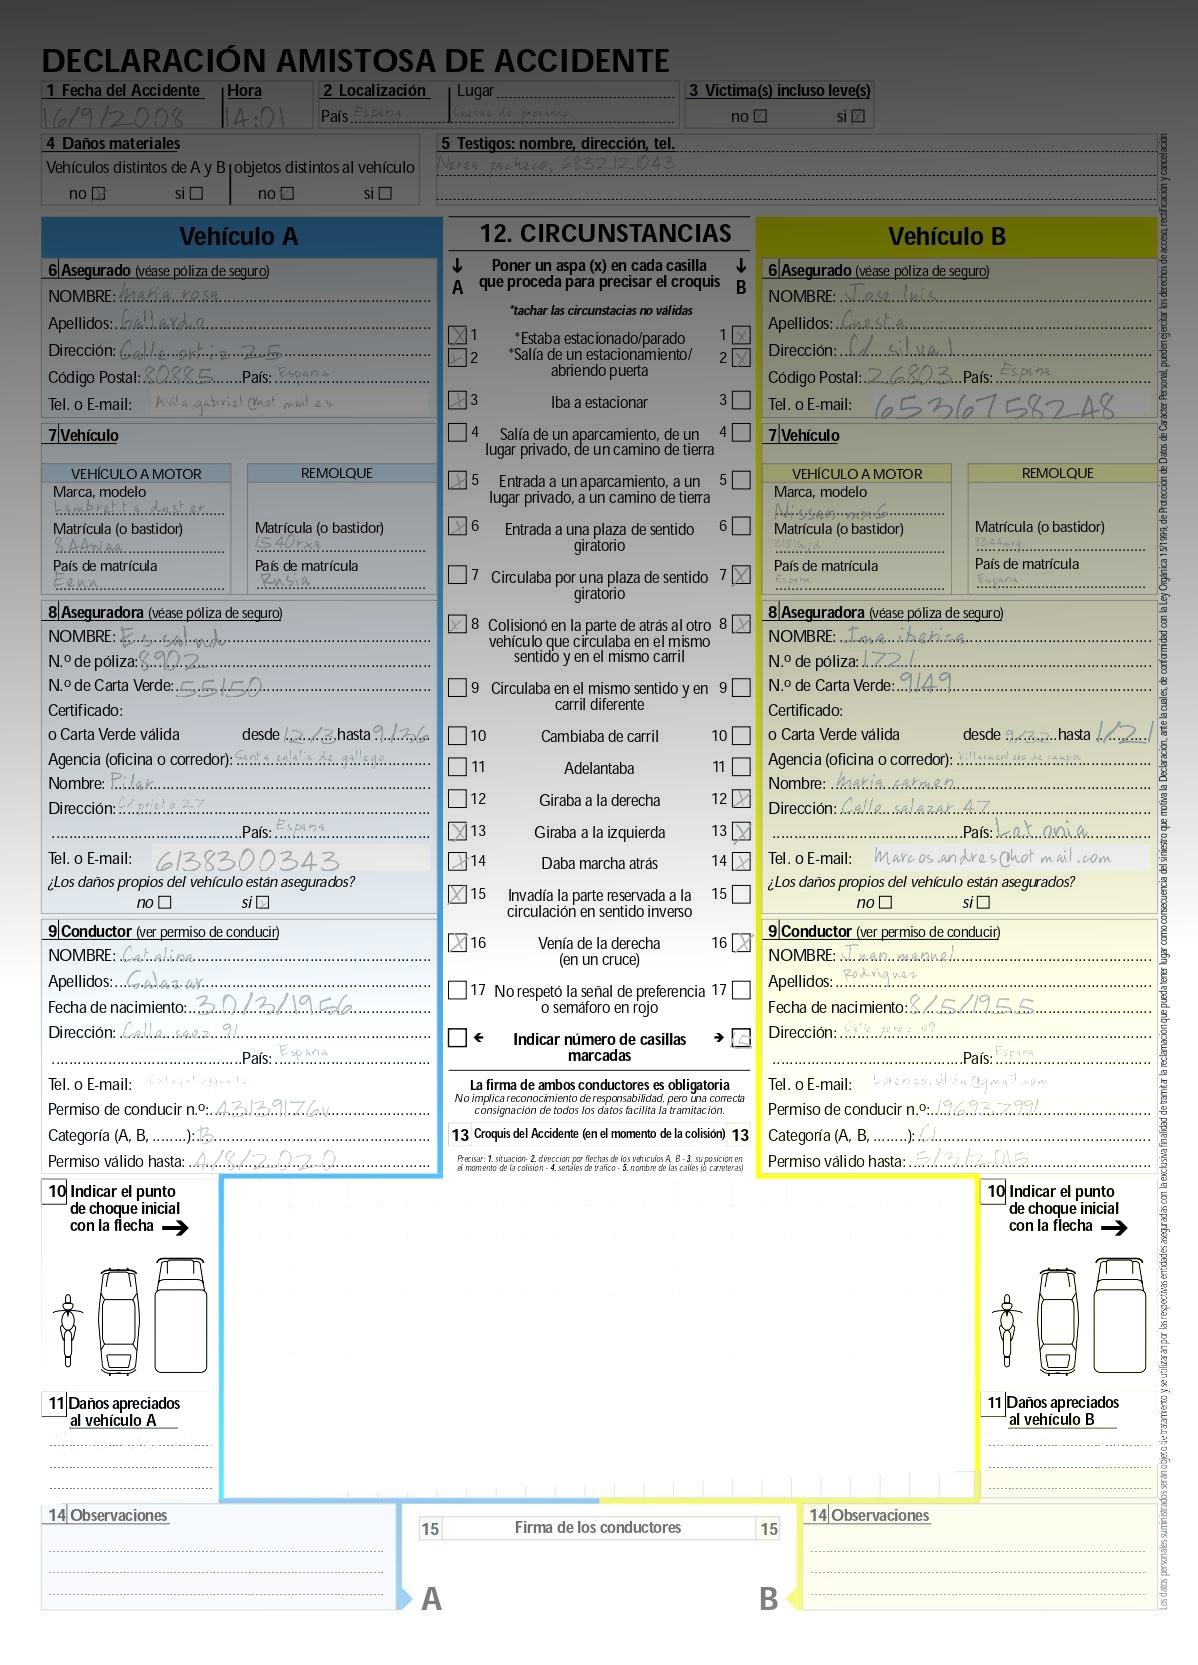 DECLARACIÓN AMISTOSA DE ACCIDENTE
1 Fecha del Accidente Hora 2 Localización Lugar 3 Victima(s) incluso leve(s)
16/9/2008 14:01 País España Cuevas de provanco no si
4 Daños materiales
Vehículos distintos de A y B objetos distintos al vehículo
no si no si
5 Testigos: nombre, dirección, tel.
Nerea pacheco, 6832121043
Vehículo A
6 Asegurado (véase póliza de seguro)
NOMBRE: Maria rosa
Apellidos: Gallardo
Dirección: Calle ortiz 25
Código Postal: 80885 País: España
Tel. o E-mail: Avila.gabriel@hotmail.es
7 Vehículo
VEHÍCULO A MOTOR REMOLQUE
Marca, modelo
Lambretta duster
Matrícula (o bastidor) Matrícula (o bastidor)
8AAWaa 1540rxa
País de matrícula País de matrícula
Eenn Rusia
8 Aseguradora (véase póliza de seguro)
NOMBRE: Es salud
N.º de póliza: 8902
N.º de Carta Verde: 55150
Certificado:
o Carta Verde válida desde 12/3 hasta 9/36
Agencia (oficina o corredor): Santa eulalia de gallego
Nombre: Pilar
Dirección: C/ prieto 27
País: España
Tel. o E-mail: 6138300343
¿Los daños propios del vehículo están asegurados?
no si
9 Conductor (ver permiso de conducir)
NOMBRE: Catalina
Apellidos: Galazar
Fecha de nacimiento: 30/3/1956
Dirección: Calle saez 91
País: España
Tel. o E-mail:
Permiso de conducir n.º: 43139176v
Categoría (A, B, ........): B
Permiso válido hasta: 4/8/2020
10 Indicar el punto
de choque inicial
con la flecha
11 Daños apreciados
al vehículo A
14 Observaciones
12. CIRCUNSTANCIAS
A Poner un aspa (x) en cada casilla
que proceda para precisar el croquis B
*tachar las circunstacias no válidas
1 *Estaba estacionado/parado 1
2 *Salía de un estacionamiento/ 2
abriendo puerta
3 Iba a estacionar 3
4 Salía de un aparcamiento, de un 4
lugar privado, de un camino de tierra
5 Entrada a un aparcamiento, a un 5
lugar privado, a un camino de tierra
6 Entrada a una plaza de sentido 6
giratorio
7 Circulaba por una plaza de sentido 7
giratorio
8 Colisionó en la parte de atrás al otro 8
vehículo que circulaba en el mismo
sentido y en el mismo carril
9 Circulaba en el mismo sentido y en 9
carril diferente
10 Cambiaba de carril 10
11 Adelantaba 11
12 Giraba a la derecha 12
13 Giraba a la izquierda 13
14 Daba marcha atrás 14
15 Invadía la parte reservada a la 15
circulación en sentido inverso
16 Venía de la derecha 16
(en un cruce)
17 No respetó la señal de preferencia 17
o semáforo en rojo
Indicar número de casillas
marcadas
La firma de ambos conductores es obligatoria
No implica reconocimiento de responsabilidad, pero una correcta
consignación de todos los datos facilita la tramitación.
13 Croquis del Accidente (en el momento de la colisión) 13
Precisar: 1. situación- 2. dirección por flechas de los vehículos A, B - 3. su posición en
el momento de la colisión - 4. señales de tráfico - 5. nombre de las calles (o carreteras)
15 Firma de los conductores 15
A B
Vehículo B
6 Asegurado (véase póliza de seguro)
NOMBRE: Jose luis
Apellidos: Cuesta
Dirección: C/ silva 1
Código Postal: 26803 País: España
Tel. o E-mail: 6536758248
7 Vehículo
VEHÍCULO A MOTOR REMOLQUE
Marca, modelo
Nissan mx6
Matrícula (o bastidor) Matrícula (o bastidor)
País de matrícula País de matrícula
España España
8 Aseguradora (véase póliza de seguro)
NOMBRE: Ima iberica
N.º de póliza: 1721
N.º de Carta Verde: 9149
Certificado:
o Carta Verde válida desde 9/32 hasta 1/21
Agencia (oficina o corredor): Villarmentero de campos
Nombre: Maria carmen
Dirección: Calle salazar 47
País: Letonia
Tel. o E-mail: Marcos.andres@hotmail.com
¿Los daños propios del vehículo están asegurados?
no si
9 Conductor (ver permiso de conducir)
NOMBRE: Juan manuel
Apellidos: Rodriguez
Fecha de nacimiento: 8/5/1955
Dirección: Calle perez 49
País: España
Tel. o E-mail: Lorenzo.silvia@gmail.com
Permiso de conducir n.º: 196937991
Categoría (A, B, ........): C1
Permiso válido hasta: 5/3/2015
10 Indicar el punto
de choque inicial
con la flecha
11 Daños apreciados
al vehículo B
14 Observaciones
Los datos personales suministrados serán objeto de tratamiento y se utilizaran por las respectivas entidades aseguradas con la exclusiva finalidad de tramitar la reclamación que pueda tener lugar como consecuencia del siniestro que motiva la Declaración, ante la cuales, de conformidad con la Ley Orgánica 15/1999, de Protección de Datos de Carácter Personal, pueden ejercitar los derechos de acceso, rectificación y cancelación